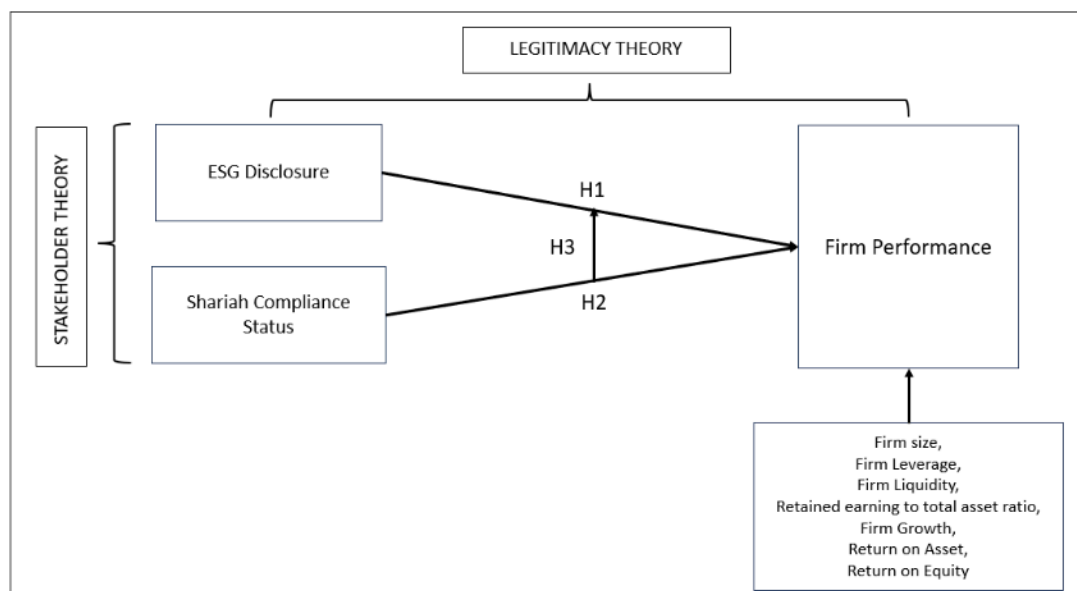 LEGITIMACY THEORY
STAKEHOLDER THEORY
ESG Disclosure
H1
H3
Firm Performance
Shariah Compliance
Status
H2
Firm size,
Firm Leverage,
Firm Liquidity,
Retained earning to total asset ratio,
Firm Growth,
Return on Asset,
Return on Equity